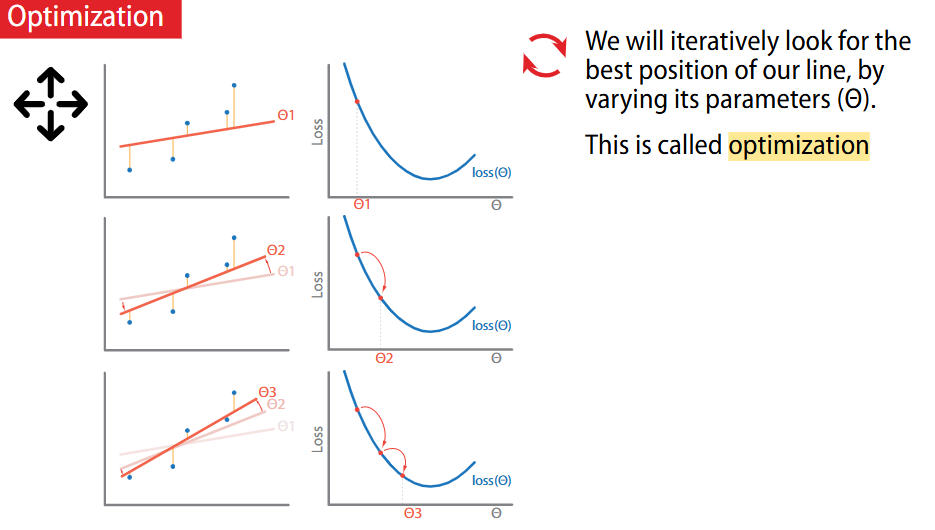 Optimization
We will iteratively look for the
best position of our line, by
varying its parameters (Θ).
This is called optimization
Θ1
Loss
loss(Θ)
Θ1
Θ
Θ2
Θ1
Loss
loss(Θ)
Θ2
Θ
Θ3
Θ2
Θ1
Loss
loss(Θ)
Θ3
Θ